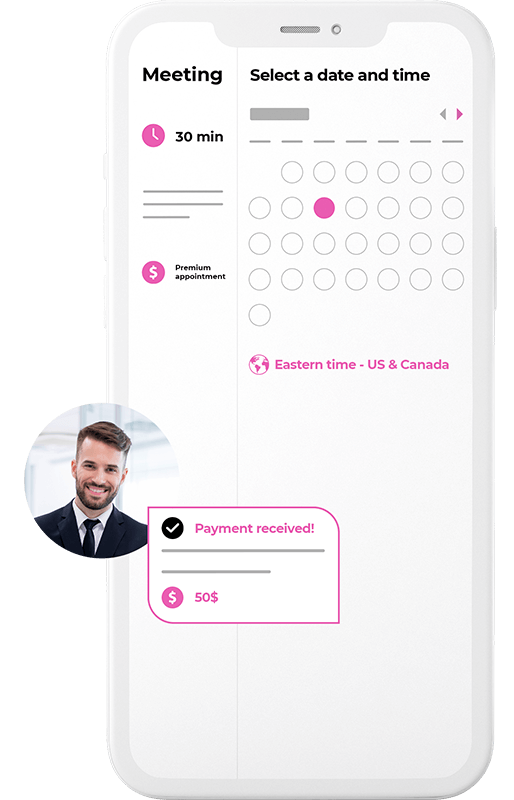 Meeting
Select a date and time
30 min
Premium
appointment
Eastern time - US & Canada
Payment received!
50$